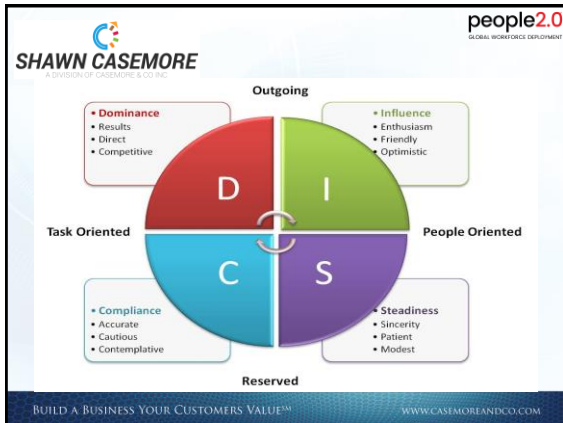 people2.0
GLOBAL WORKFORCE DEPLOYMENT
SHAWN CASEMORE
A DIVISION OF CASEMORE & CO INC
Outgoing
• Dominance
• Results
• Direct
• Competitive
• Influence
• Enthusiasm
• Friendly
• Optimistic
D
I
Task Oriented
People Oriented
C
S
• Compliance
• Accurate
• Cautious
• Contemplative
• Steadiness
• Sincerity
• Patient
• Modest
Reserved
BUILD A BUSINESS YOUR CUSTOMERS VALUE℠
WWW.CASEMOREANDCO.COM